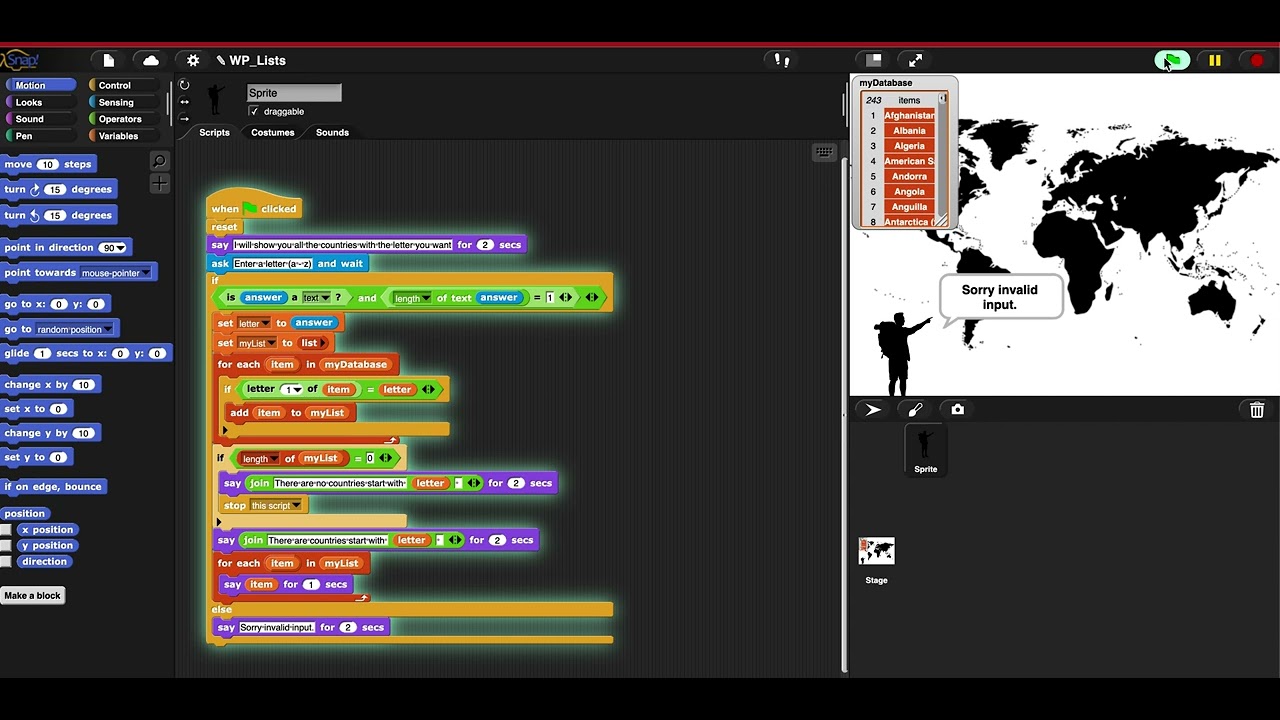 Snap!
WP_Lists
Motion
Control
Looks
Sensing
Sound
Operators
Pen
Variables
move 10 steps
turn 15 degrees
turn 15 degrees
point in direction 90
point towards mouse-pointer
go to x: 0 y: 0
go to random position
glide 1 secs to x: 0 y: 0
change x by 10
set x to 0
change y by 10
set y to 0
if on edge, bounce
position
x position
y position
direction
Make a block
Sprite
draggable
Scripts
Costumes
Sounds
when clicked
reset
say I will show you all the countries with the letter you want for 2 secs
ask Enter a letter (a - z) and wait
if
is answer a text ? and length of text answer = 1
set letter to answer
set myList to list
for each item in myDatabase
if letter 1 of item = letter
add item to myList
if length of myList = 0
say join There are no countries start with letter for 2 secs
stop this script
say join There are countries start with letter for 2 secs
for each item in myList
say item for 1 secs
else
say Sorry invalid input. for 2 secs
myDatabase
243 items
1 Afghanistan
2 Albania
3 Algeria
4 American S
5 Andorra
6 Angola
7 Anguilla
8 Antarctica (
Sorry invalid
input.
Sprite
Stage